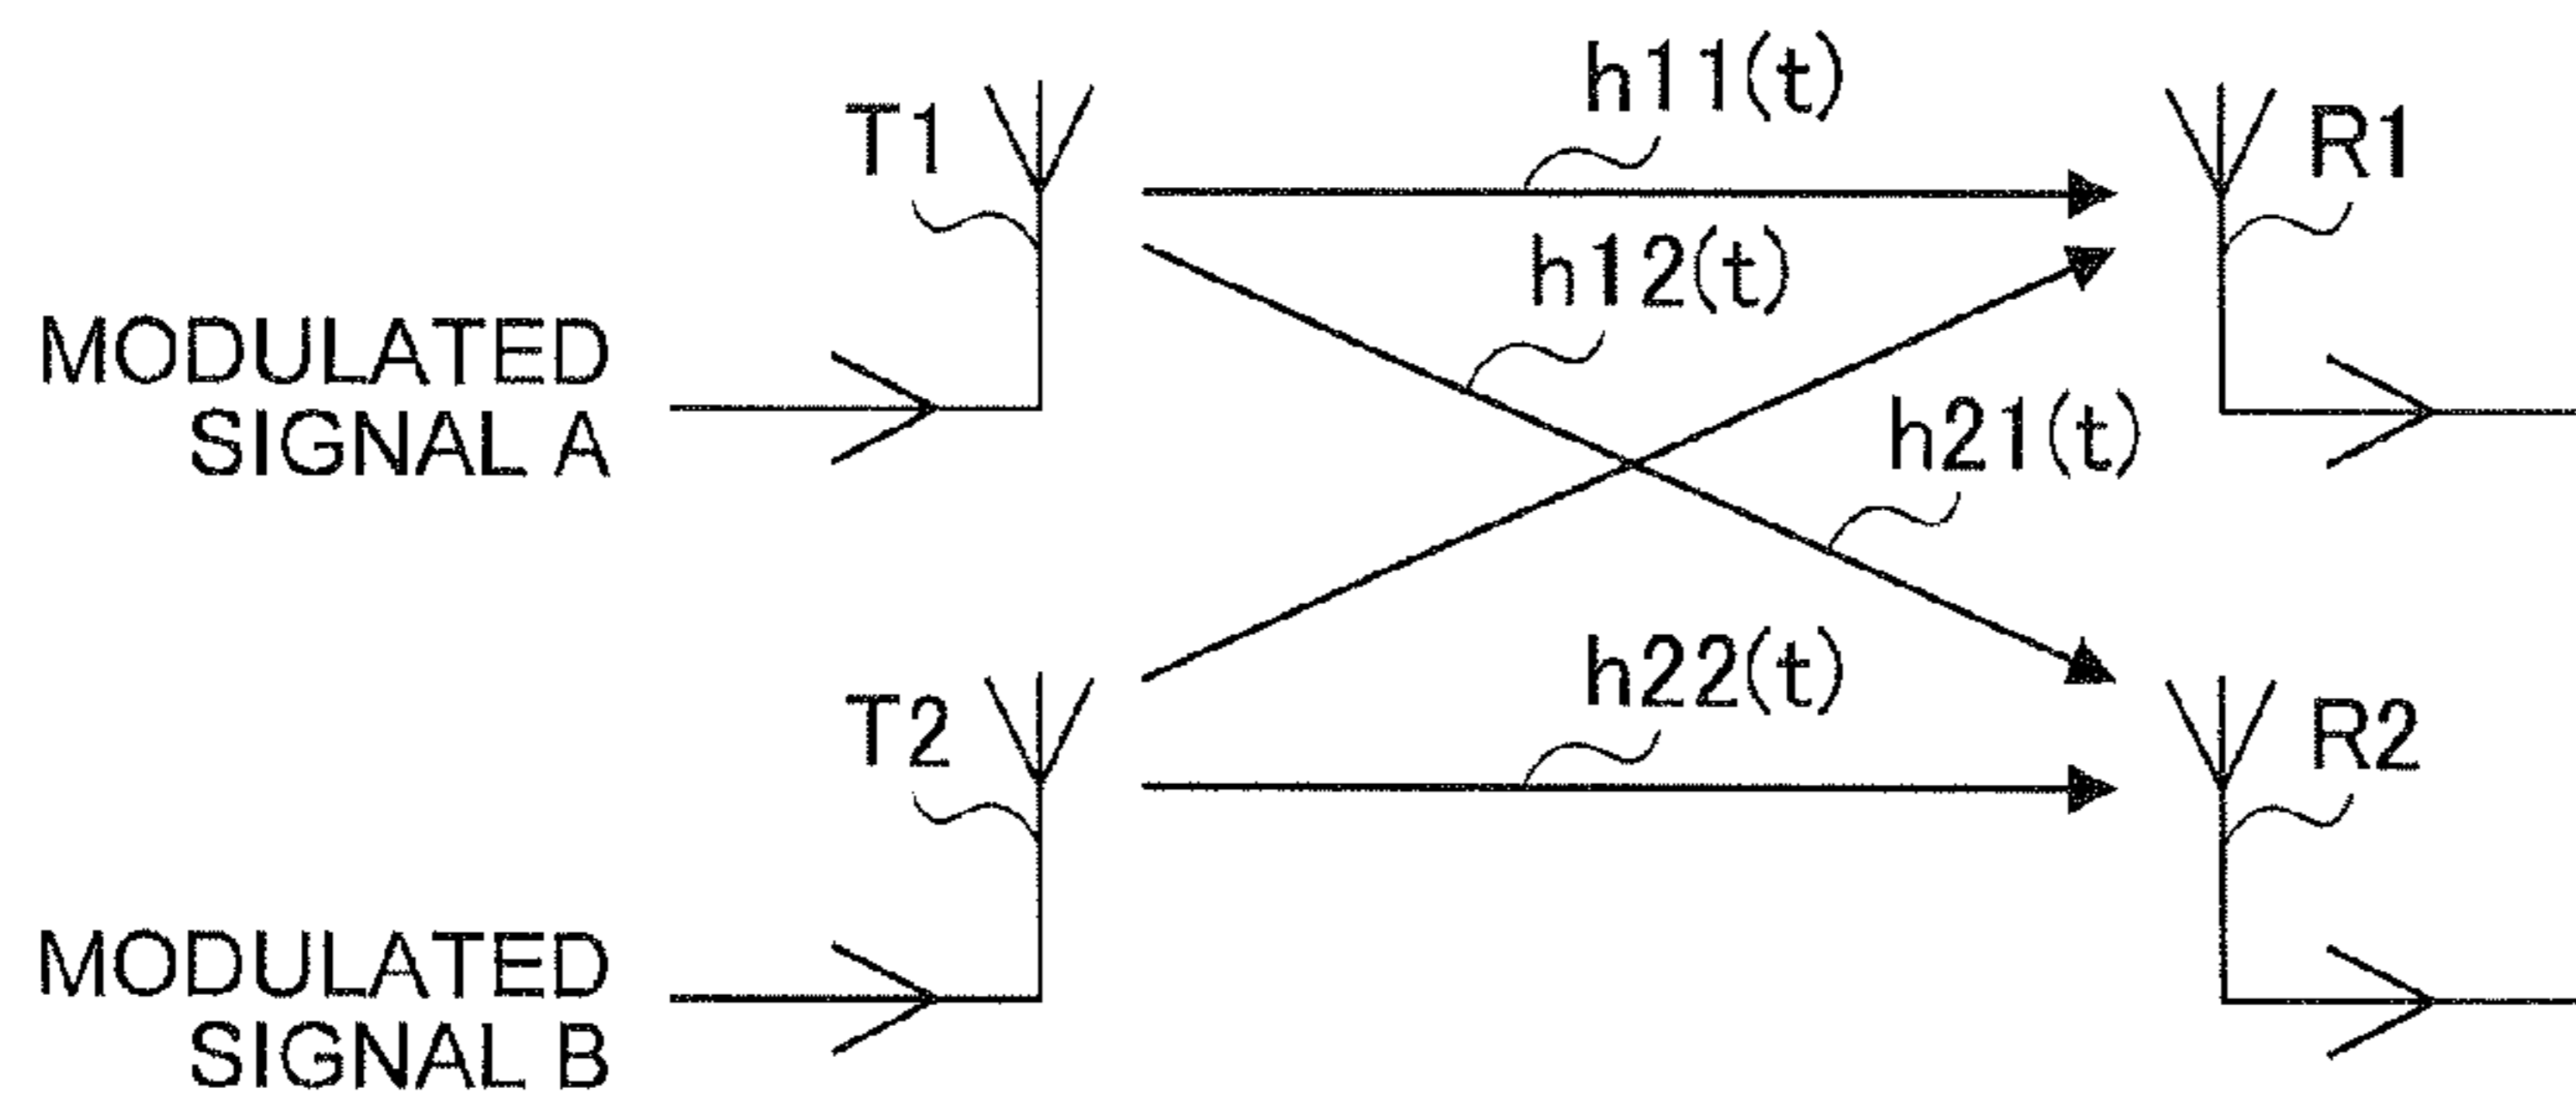 h11(t)
T1
R1
h12(t)
MODULATED
SIGNAL A
h21(t)
h22(t)
T2
R2
MODULATED
SIGNAL B